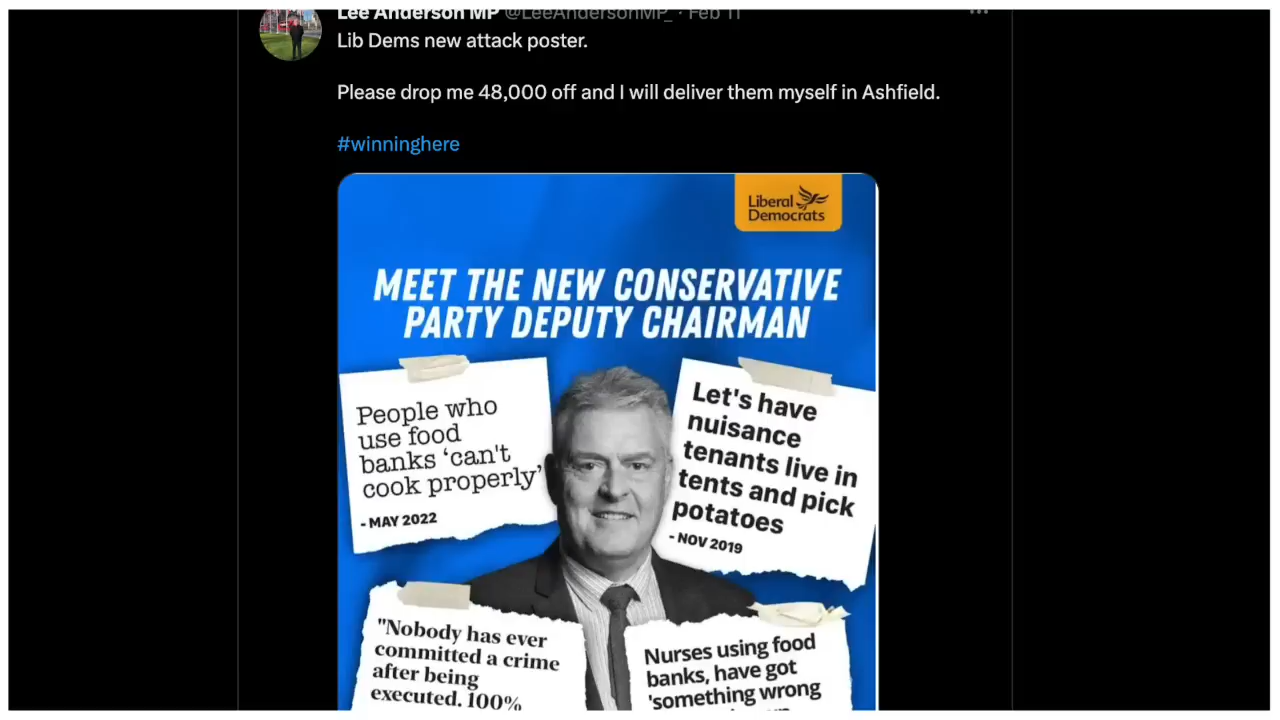 Lee Anderson MP @LeeAndersonMP_ · Feb 11
Lib Dems new attack poster.
Please drop me 48,000 off and I will deliver them myself in Ashfield.
#winninghere
Liberal
Democrats
MEET THE NEW CONSERVATIVE
PARTY DEPUTY CHAIRMAN
People who
use food
banks ‘can't
cook properly’
- MAY 2022
Let's have
nuisance
tenants live in
tents and pick
potatoes
- NOV 2019
"Nobody has ever
committed a crime
after being
executed. 100%
Nurses using food
banks, have got
'something wrong